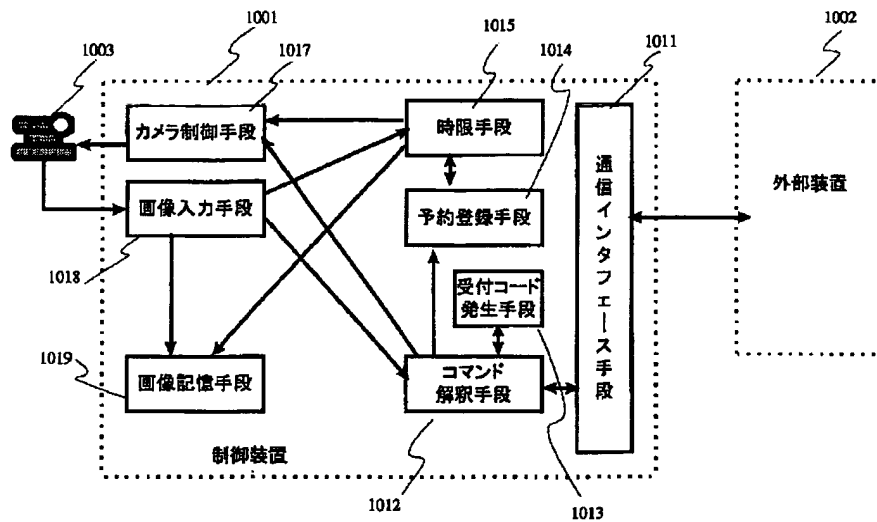 1003
1001
1017
1015
1014
1011
1002
カメラ制御手段
時限手段
画像入力手段
予約登録手段
1018
受付コード
発生手段
1019
画像記憶手段
コマンド
解釈手段
通信インタフェース手段
外部装置
制御装置
1012
1013